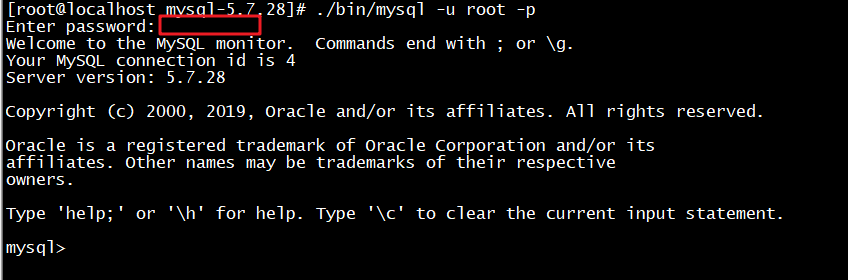 [root@localhost mysql-5.7.28]# ./bin/mysql -u root -p
Enter password:
Welcome to the MySQL monitor.  Commands end with ; or \g.
Your MySQL connection id is 4
Server version: 5.7.28
Copyright (c) 2000, 2019, Oracle and/or its affiliates. All rights reserved.
Oracle is a registered trademark of Oracle Corporation and/or its
affiliates. Other names may be trademarks of their respective
owners.
Type 'help;' or '\h' for help. Type '\c' to clear the current input statement.
mysql>